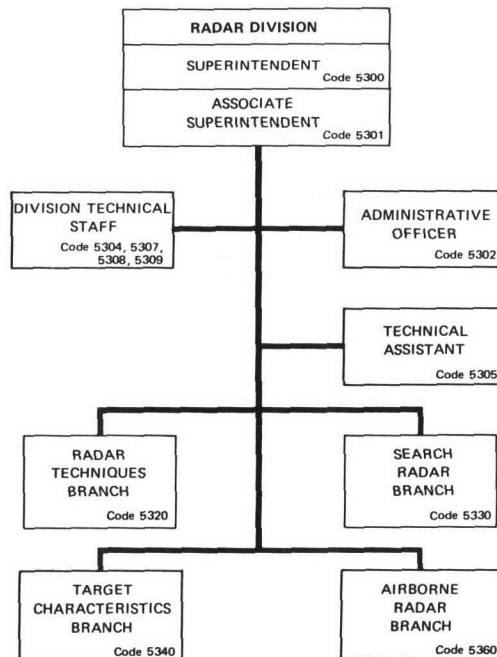 RADAR DIVISION
SUPERINTENDENT
Code 5300
ASSOCIATE
SUPERINTENDENT
Code 5301
DIVISION TECHNICAL
STAFF
Code 5304, 5307,
5308, 5309
ADMINISTRATIVE
OFFICER
Code 5302
TECHNICAL
ASSISTANT
Code 5305
RADAR
TECHNIQUES
BRANCH
Code 5320
SEARCH
RADAR
BRANCH
Code 5330
TARGET
CHARACTERISTICS
BRANCH
Code 5340
AIRBORNE
RADAR
BRANCH
Code 5360